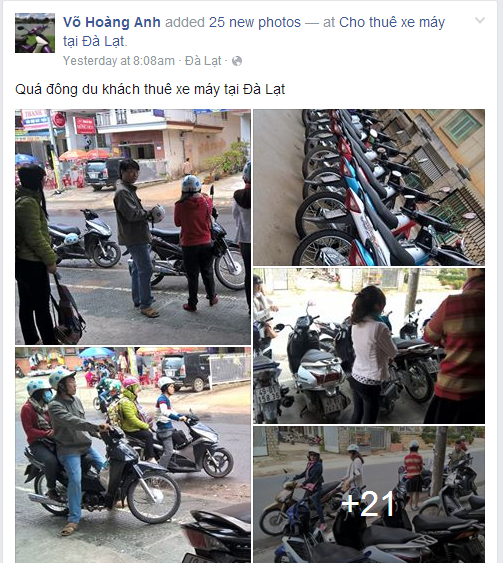 Võ Hoàng Anh added 25 new photos — at Cho thuê xe máy
tại Đà Lạt.
Yesterday at 8:08am · Đà Lạt ·
Quá đông du khách thuê xe máy tại Đà Lạt
+21